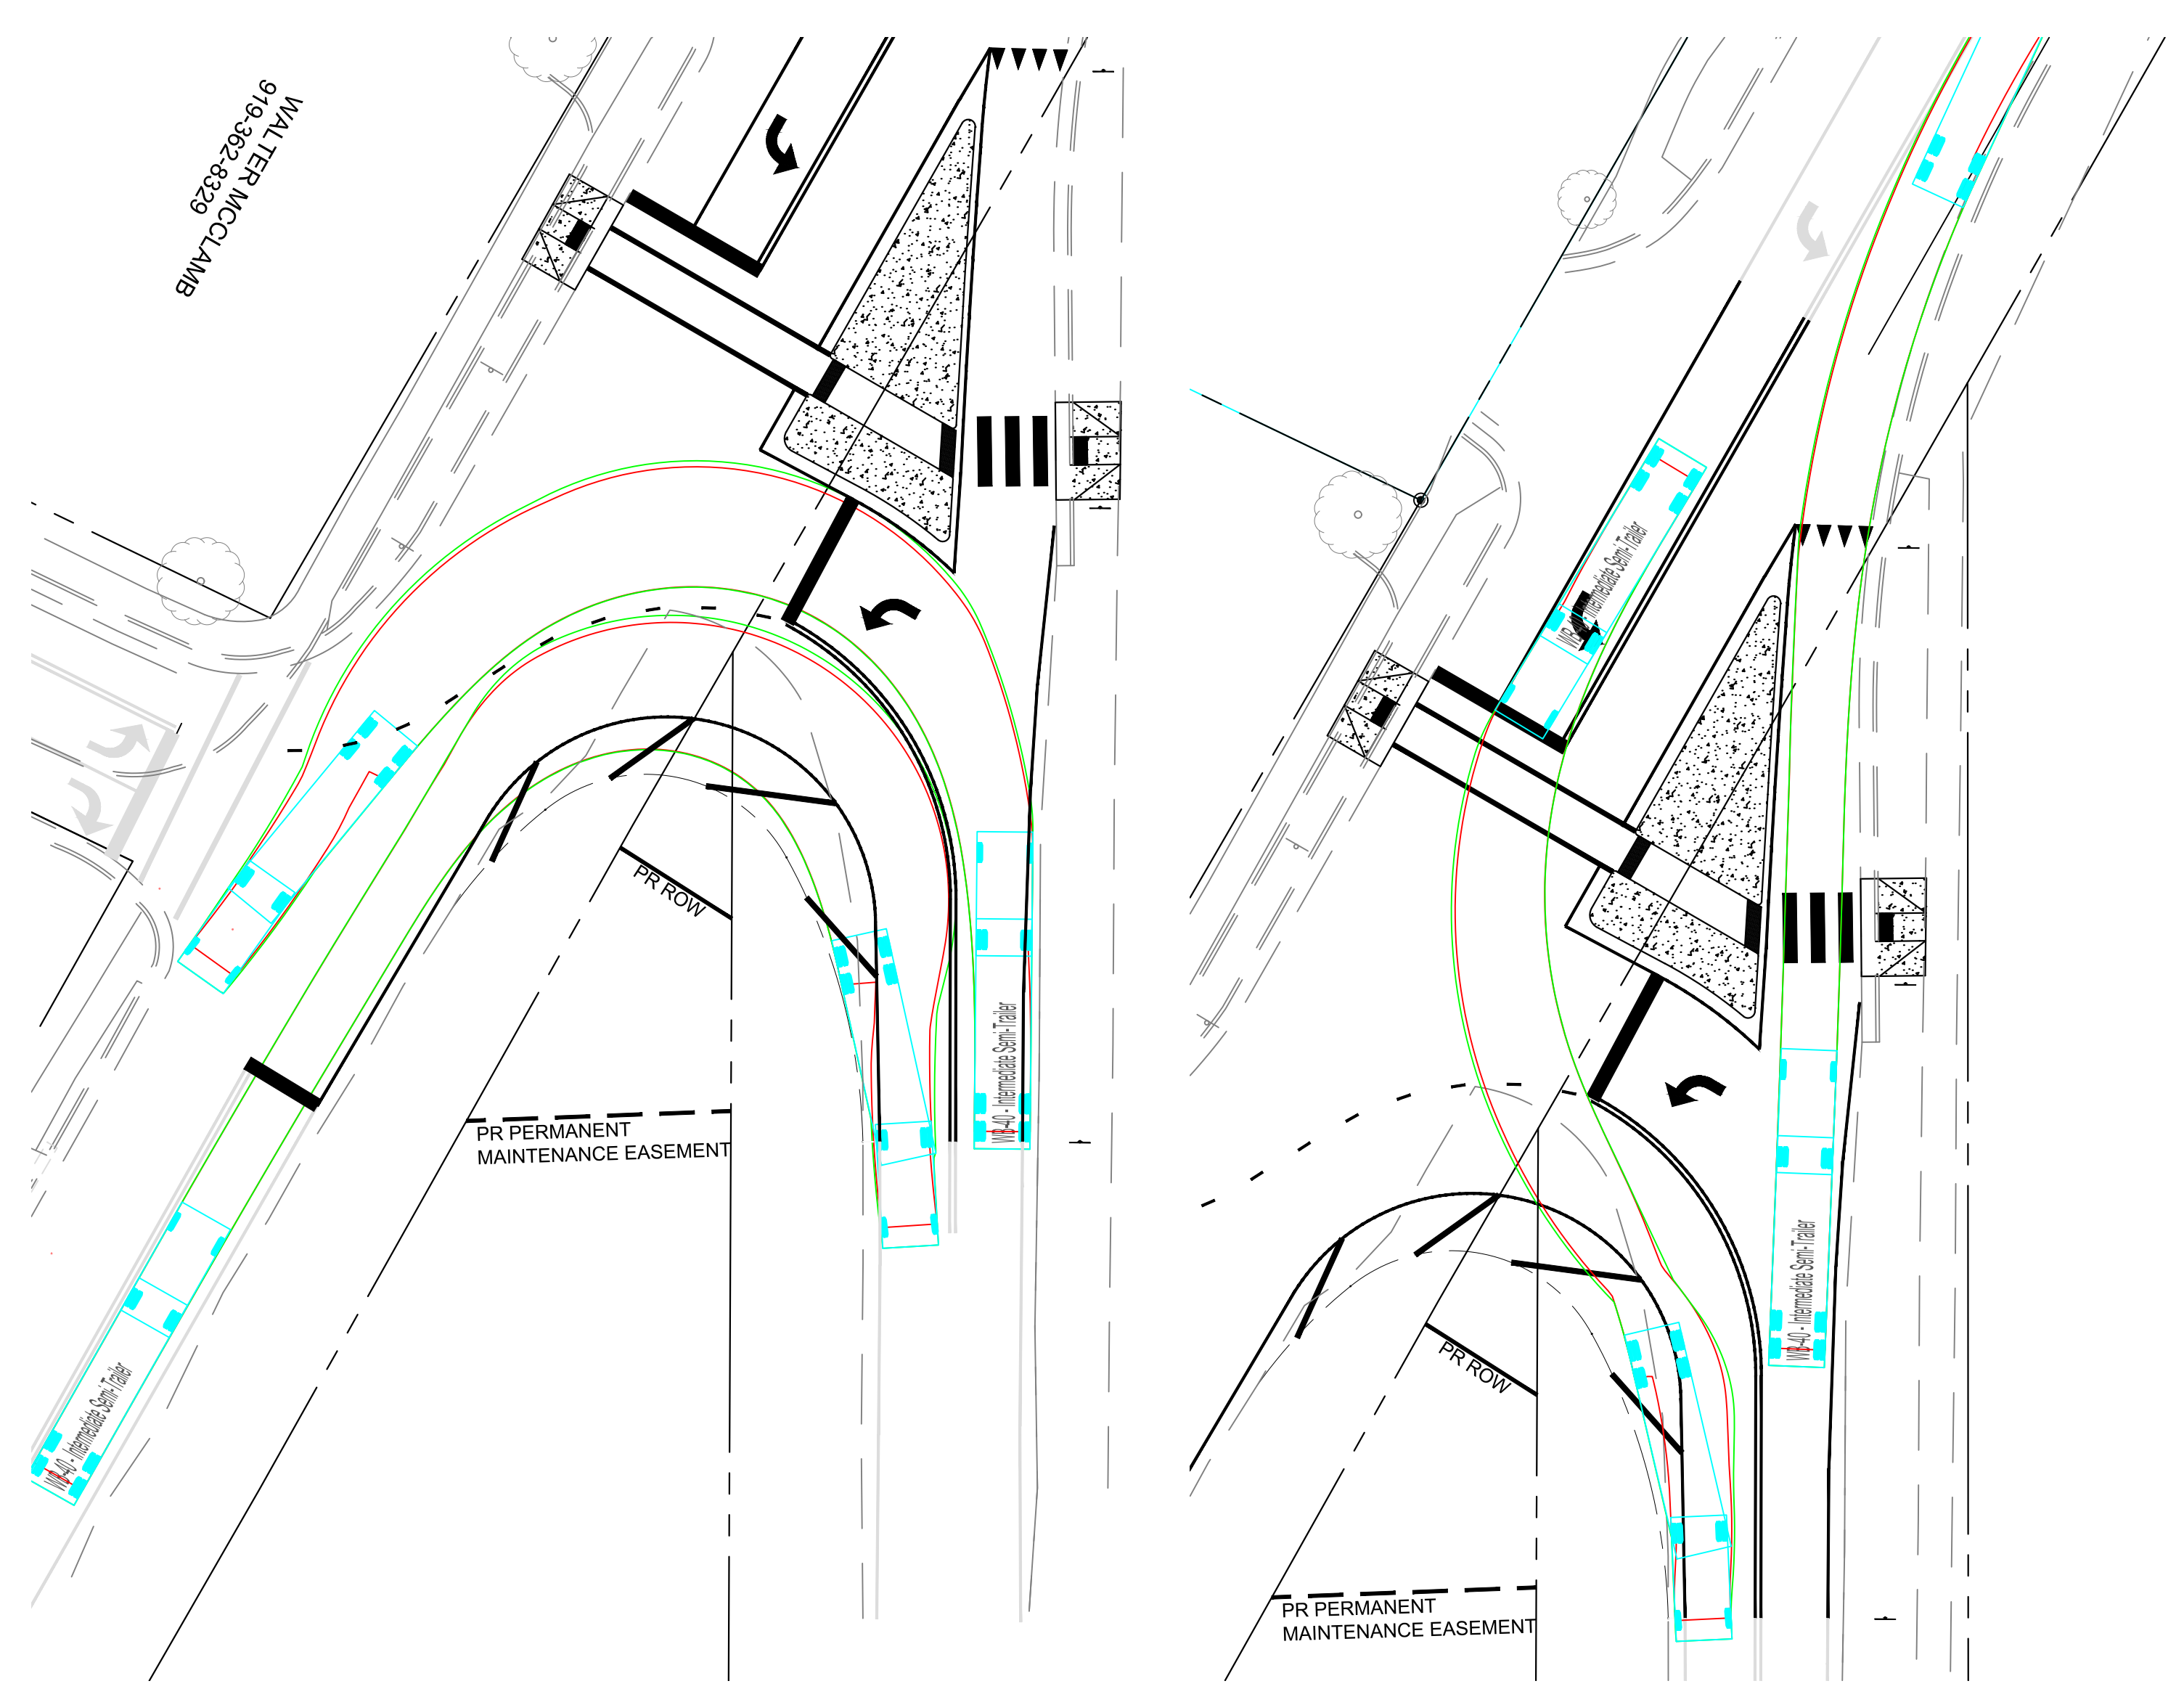 WALTER MCCLAMB
919-362-8329
PR ROW
WB-40 - Intermediate Semi-Trailer
PR PERMANENT
MAINTENANCE EASEMENT
WB-40 - Intermediate Semi-Trailer
WB-40 - Intermediate Semi-Trailer
WB-40 - Intermediate Semi-Trailer
PR ROW
PR PERMANENT
MAINTENANCE EASEMENT